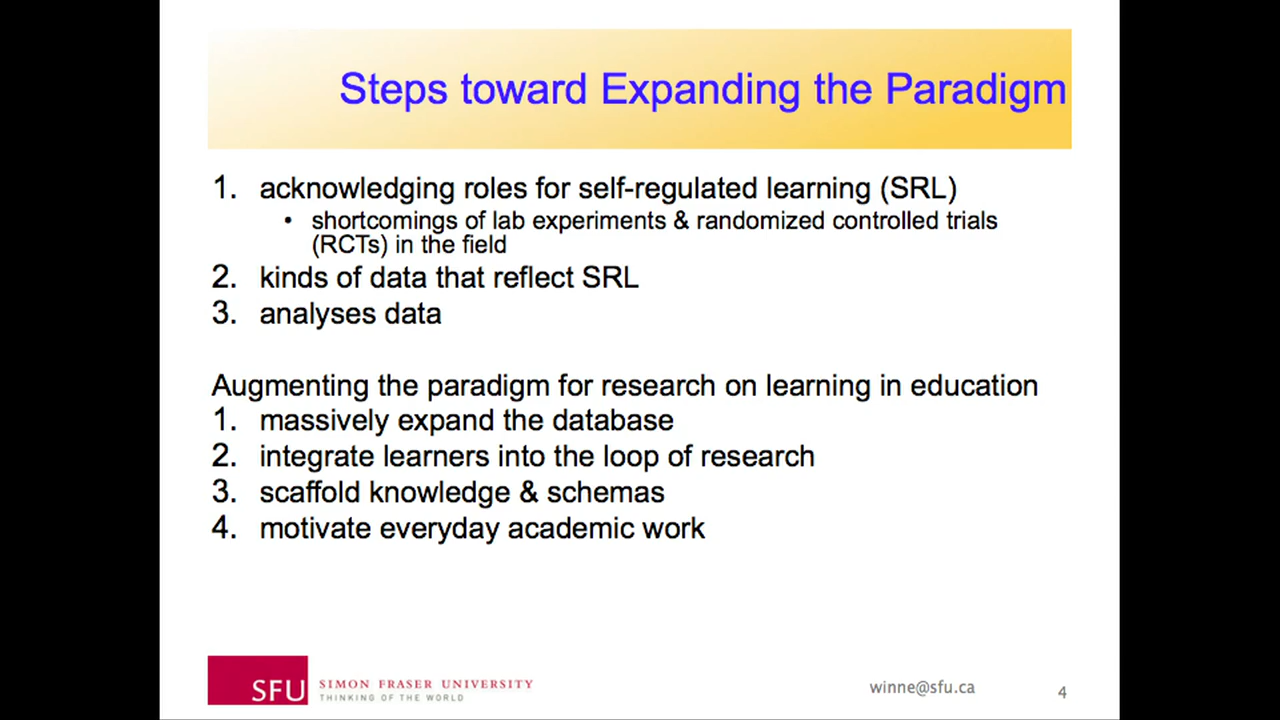 Steps toward Expanding the Paradigm
1. acknowledging roles for self-regulated learning (SRL)
• shortcomings of lab experiments & randomized controlled trials
(RCTs) in the field
2. kinds of data that reflect SRL
3. analyses data
Augmenting the paradigm for research on learning in education
1. massively expand the database
2. integrate learners into the loop of research
3. scaffold knowledge & schemas
4. motivate everyday academic work
SFU SIMON FRASER UNIVERSITY
THINKING OF THE WORLD
winne@sfu.ca
4